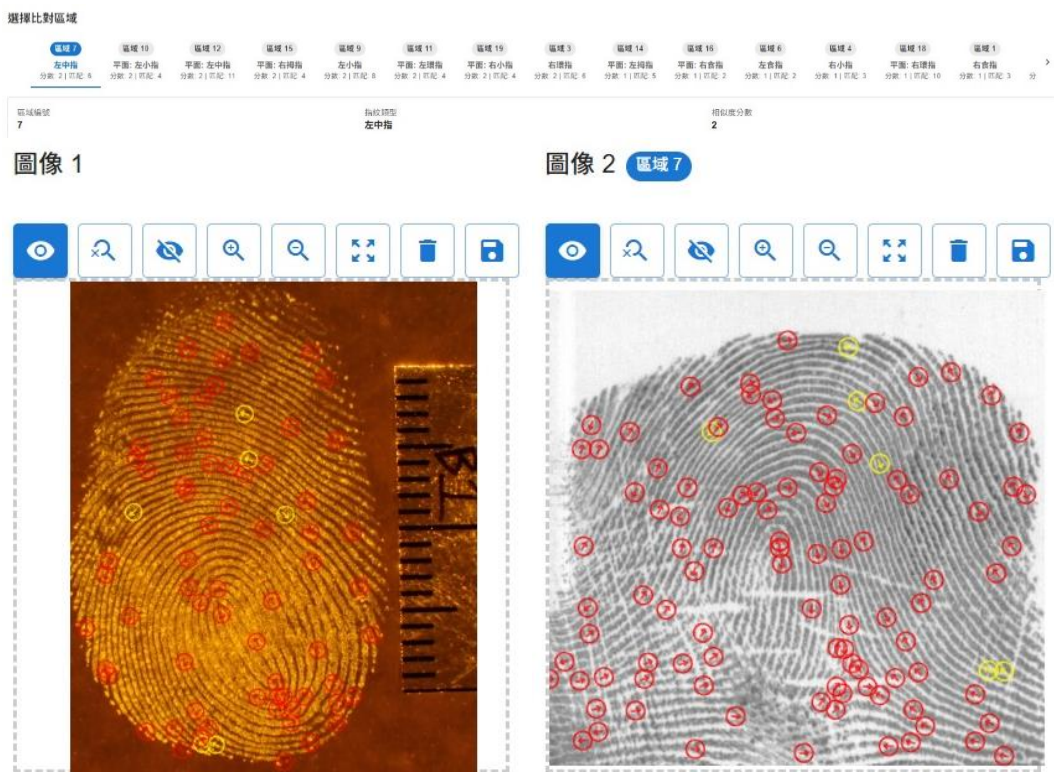 選擇比對區域
區域 7 區域 10 區域 12 區域 15 區域 9 區域 11 區域 19 區域 3 區域 14 區域 16 區域 6 區域 4 區域 18 區域 1
左中指 平面: 左小指 平面: 左中指 平面: 右拇指 左小指 平面: 左環指 平面: 右小指 右環指 平面: 左拇指 平面: 右食指 左食指 右小指 平面: 右環指 右食指
分數: 2 | 匹配: 6 分數: 2 | 匹配: 4 分數: 2 | 匹配: 11 分數: 2 | 匹配: 4 分數: 2 | 匹配: 8 分數: 2 | 匹配: 4 分數: 2 | 匹配: 4 分數: 2 | 匹配: 6 分數: 1 | 匹配: 5 分數: 1 | 匹配: 2 分數: 1 | 匹配: 2 分數: 1 | 匹配: 3 分數: 1 | 匹配: 10 分數: 1 | 匹配: 3 分
區域編號 指紋類型 相似度分數
7 左中指 2
圖像 1
圖像 2 區域 7